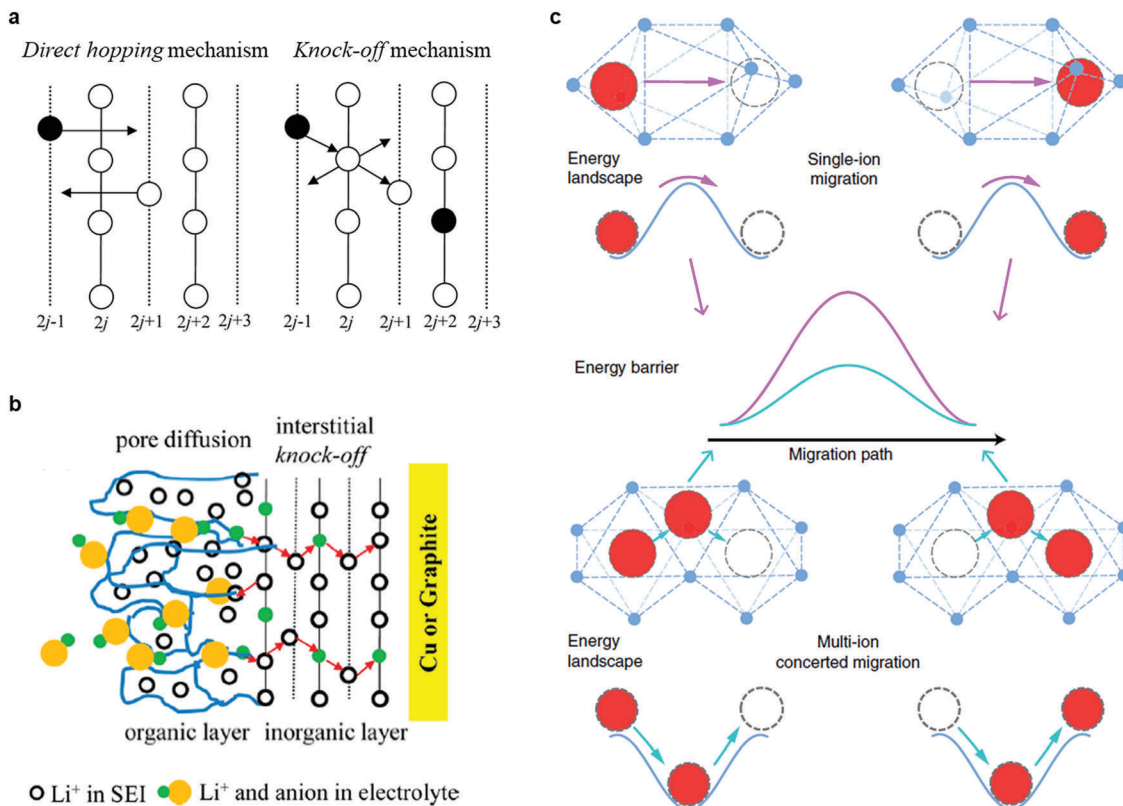 a
Direct hopping mechanism
Knock-off mechanism
2j-1
2j
2j+1
2j+2
2j+3
2j-1
2j
2j+1
2j+2
2j+3
b
pore diffusion
interstitial
knock-off
Cu or Graphite
organic layer
inorganic layer
Li⁺ in SEI
Li⁺ and anion in electrolyte
c
Energy
landscape
Single-ion
migration
Energy barrier
Migration path
Energy
landscape
Multi-ion
concerted migration